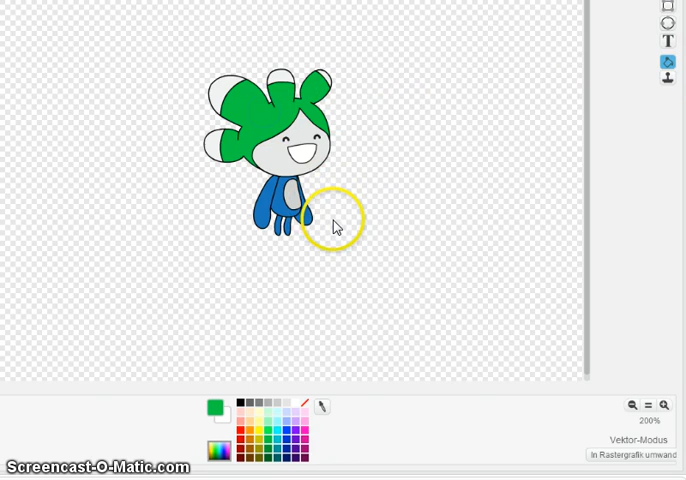 T
200%
Vektor-Modus
In Rastergrafik umwand
Screencast-O-Matic.com